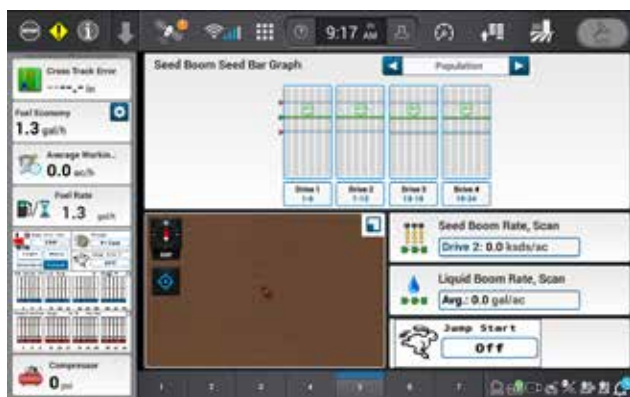 9:17 AM
Cross Track Error
--.- in
Fuel Economy
1.3 gal/h
Average Workin...
0.0 ac/h
Fuel Rate
1.3 gal/h
Compressor
0 psi
Seed Boom Seed Bar Graph
Population
Drive 1
1-6
Drive 2
7-12
Drive 3
13-18
Drive 4
19-24
Seed Boom Rate, Scan
Drive 2: 0.0 ksds/ac
Liquid Boom Rate, Scan
Avg.: 0.0 gal/ac
Jump Start
Off
1 2 3 4 5 6 7